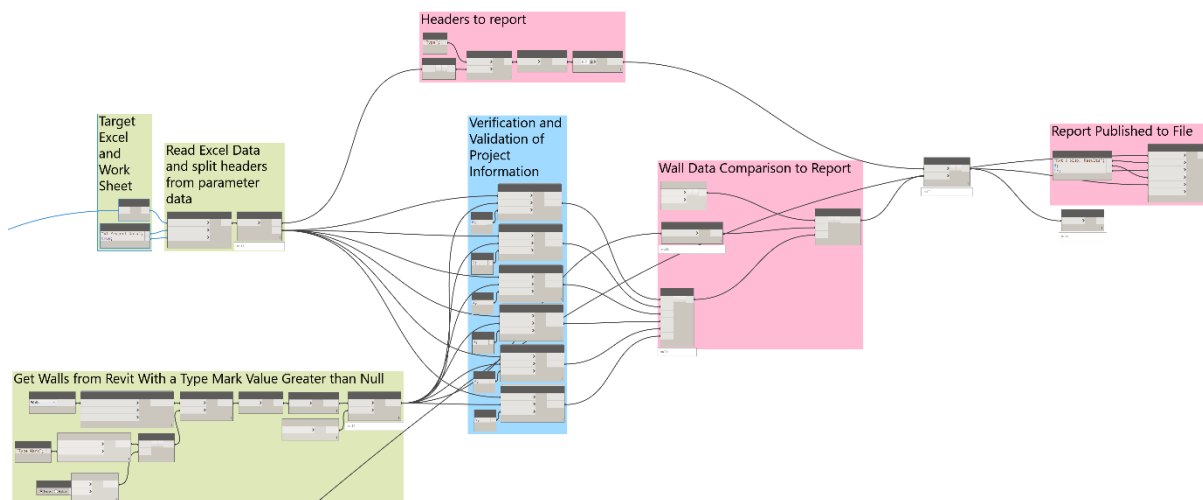 Headers to report
Target
Excel
and
Work
Sheet
Read Excel Data
and split headers
from parameter
data
Verification and
Validation of
Project
Information
Wall Data Comparison to Report
Report Published to File
Get Walls from Revit With a Type Mark Value Greater than Null